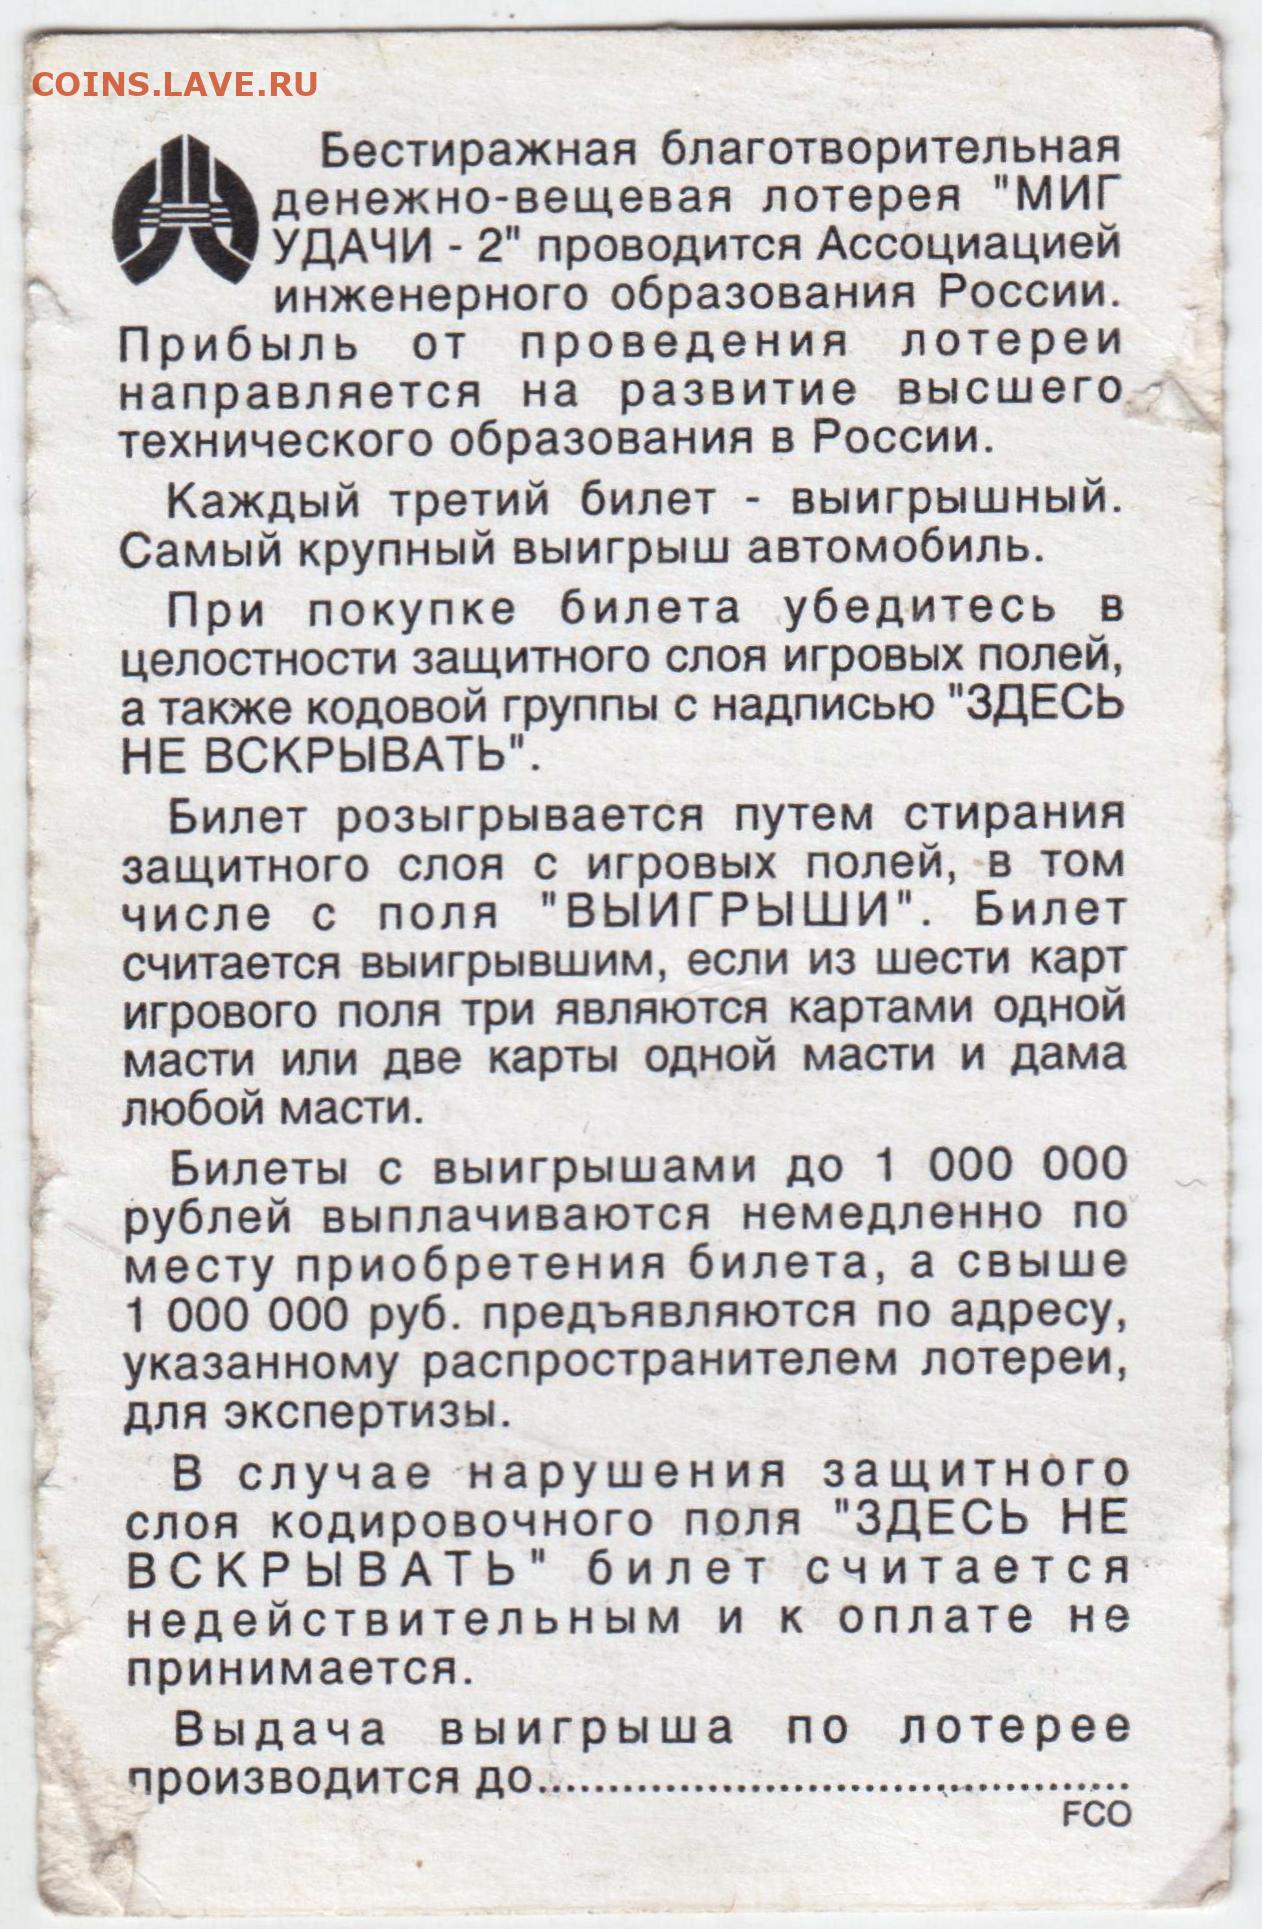 COINS.LAVE.RU
Бестиражная благотворительная
денежно-вещевая лотерея "МИГ
УДАЧИ - 2" проводится Ассоциацией
инженерного образования России.
Прибыль от проведения лотереи
направляется на развитие высшего
технического образования в России.
Каждый третий билет - выигрышный.
Самый крупный выигрыш автомобиль.
При покупке билета убедитесь в
целостности защитного слоя игровых полей,
а также кодовой группы с надписью "ЗДЕСЬ
НЕ ВСКРЫВАТЬ".
Билет розыгрывается путем стирания
защитного слоя с игровых полей, в том
числе с поля "ВЫИГРЫШИ". Билет
считается выигрывшим, если из шести карт
игрового поля три являются картами одной
масти или две карты одной масти и дама
любой масти.
Билеты с выигрышами до 1 000 000
рублей выплачиваются немедленно по
месту приобретения билета, а свыше
1 000 000 руб. предъявляются по адресу,
указанному распространителем лотереи,
для экспертизы.
В случае нарушения защитного
слоя кодировочного поля "ЗДЕСЬ НЕ
ВСКРЫВАТЬ" билет считается
недействительным и к оплате не
принимается.
Выдача выигрыша по лотерее
производится до..........................................
FCO